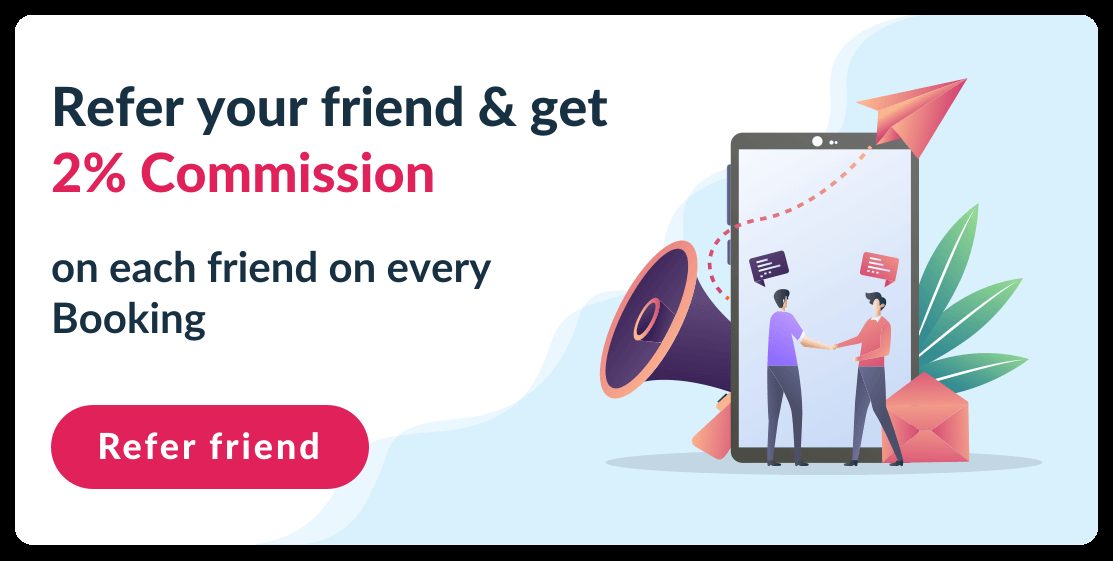 Refer your friend & get
2% Commission
on each friend on every
Booking
Refer friend